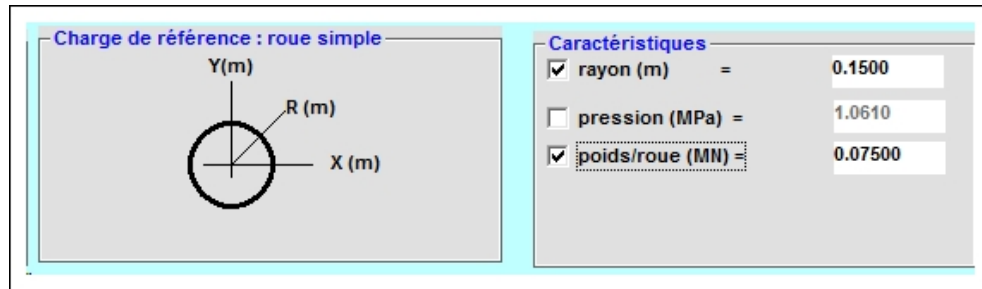 Charge de référence : roue simple
Y(m)
R (m)
X (m)
Caractéristiques
rayon (m) = 0.1500
pression (MPa) = 1.0610
poids/roue (MN) = 0.07500